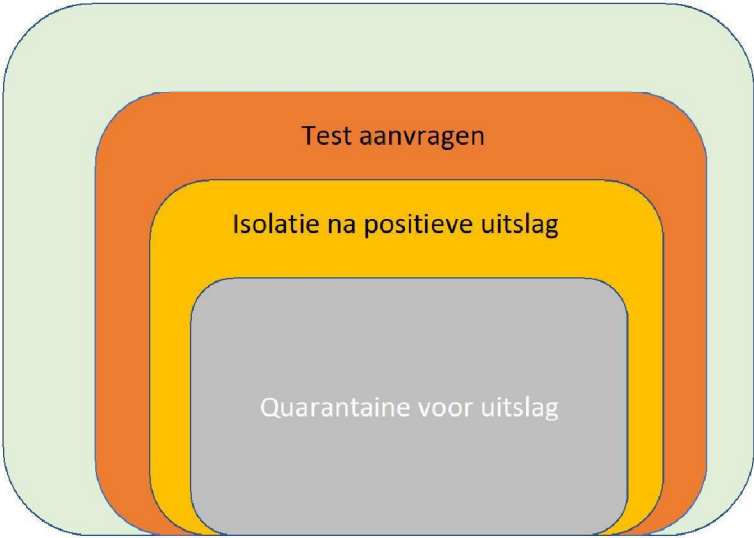 Test aanvragen
Isolatie na positieve uitslag
Quarantaine voor uitslag